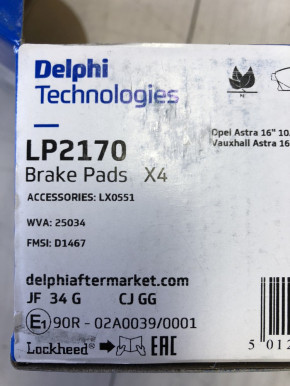 Delphi
Technologies
Opel Astra 16" 10.
Vauxhall Astra 16
LP2170
Brake Pads X4
ACCESSORIES: LX0551
WVA: 25034
FMSI: D1467
delphiaftermarket.com
JF 34 G CJ GG
E1 90R - 02A0039/0001
Lockheed EAC
5 012